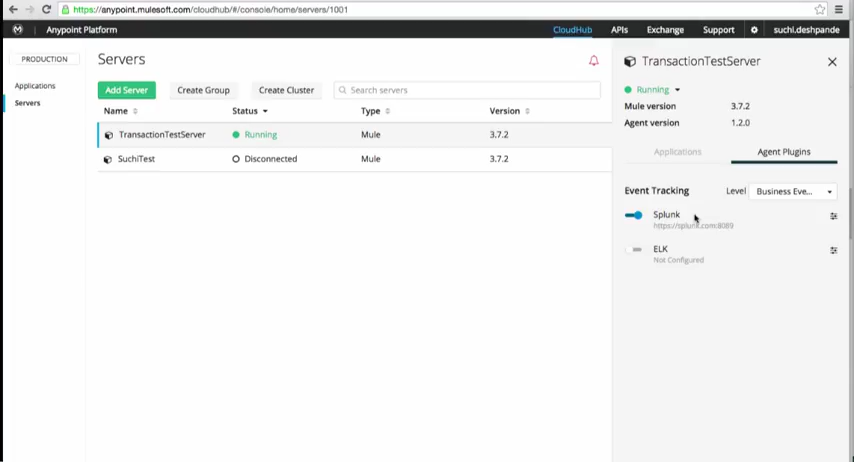 https://anypoint.mulesoft.com/cloudhub/#/console/home/servers/1001
Anypoint Platform
CloudHub APIs Exchange Support suchi.deshpande
PRODUCTION
Applications
Servers
Servers
Add Server Create Group Create Cluster Search servers
Name Status Type Version
TransactionTestServer Running Mule 3.7.2
SuchiTest Disconnected Mule 3.7.2
TransactionTestServer
Running
Mule version 3.7.2
Agent version 1.2.0
Applications Agent Plugins
Event Tracking Level Business Eve...
Splunk
https://splunk.com:8089
ELK
Not Configured